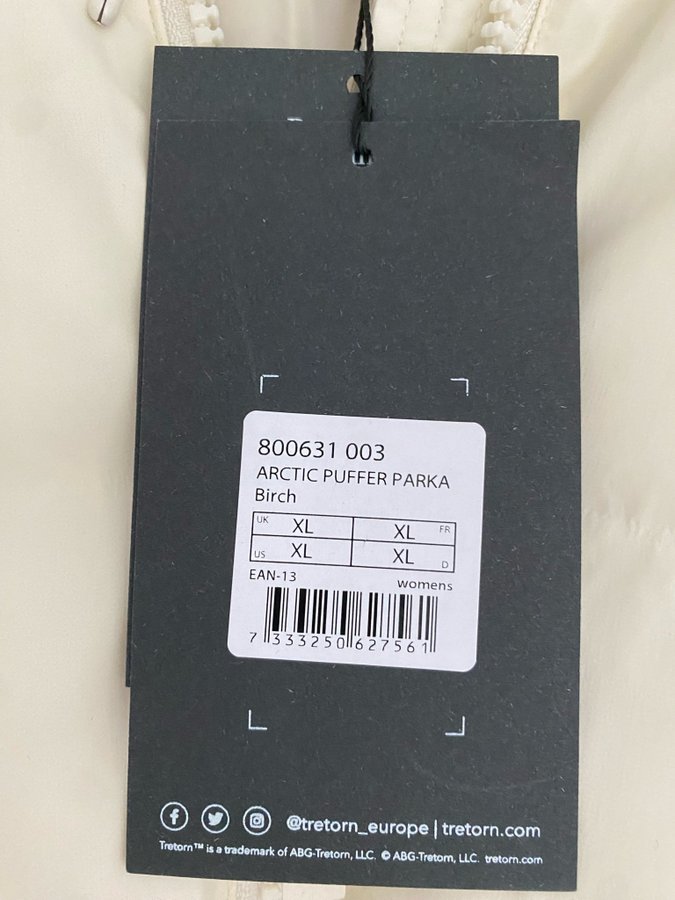 800631 003
ARCTIC PUFFER PARKA
Birch
UK XL XL FR
US XL XL D
EAN-13 womens
7 333250 627561
@tretorn_europe | tretorn.com
Tretorn™ is a trademark of ABG-Tretorn, LLC. © ABG-Tretorn, LLC. tretorn.com